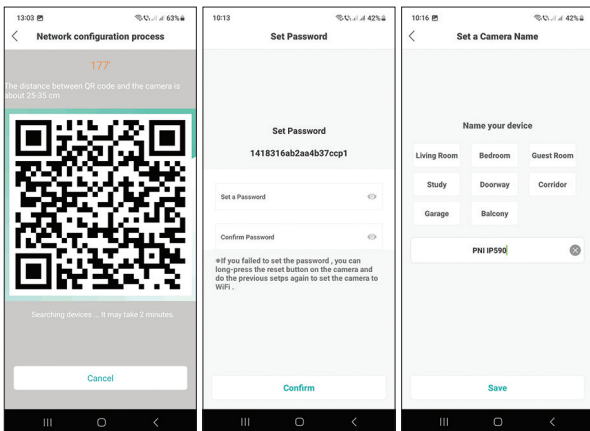 13:03
63%
Network configuration process
177'
The distance between QR code and the camera is
about 25-35 cm
Searching devices ... It may take 2 minutes.
Cancel
10:13
42%
Set Password
Set Password
1418316ab2aa4b37ccp1
Set a Password
Confirm Password
※If you failed to set the password , you can
long-press the reset button on the camera and
do the previous setps again to set the camera to
WiFi .
Confirm
10:16
42%
Set a Camera Name
Name your device
Living Room
Bedroom
Guest Room
Study
Doorway
Corridor
Garage
Balcony
PNI IP590
Save